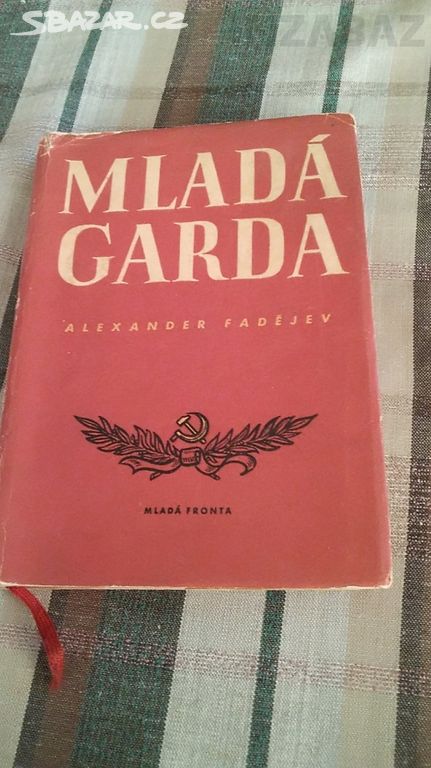 SBAZAR.CZ
MLADÁ
GARDA
ALEXANDER FADĚJEV
MLADÁ FRONTA